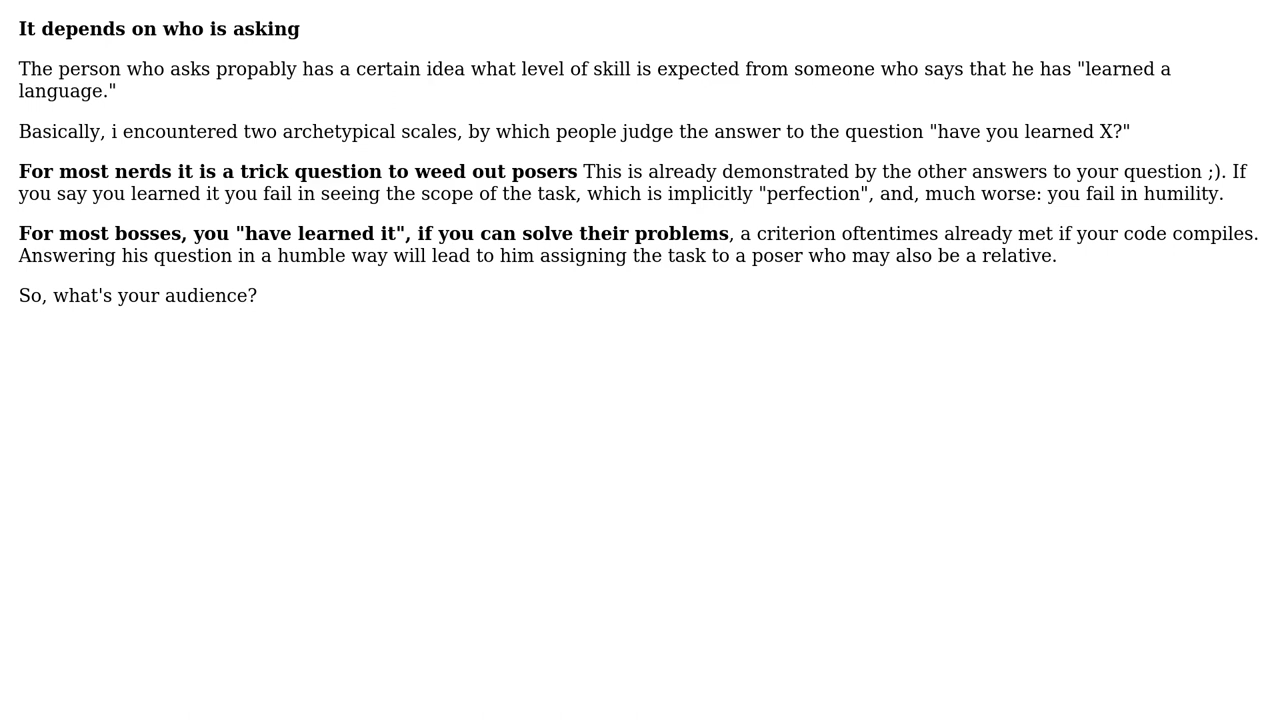 It depends on who is asking
The person who asks propably has a certain idea what level of skill is expected from someone who says that he has "learned a
language."
Basically, i encountered two archetypical scales, by which people judge the answer to the question "have you learned X?"
For most nerds it is a trick question to weed out posers This is already demonstrated by the other answers to your question ;). If
you say you learned it you fail in seeing the scope of the task, which is implicitly "perfection", and, much worse: you fail in humility.
For most bosses, you "have learned it", if you can solve their problems, a criterion oftentimes already met if your code compiles.
Answering his question in a humble way will lead to him assigning the task to a poser who may also be a relative.
So, what's your audience?